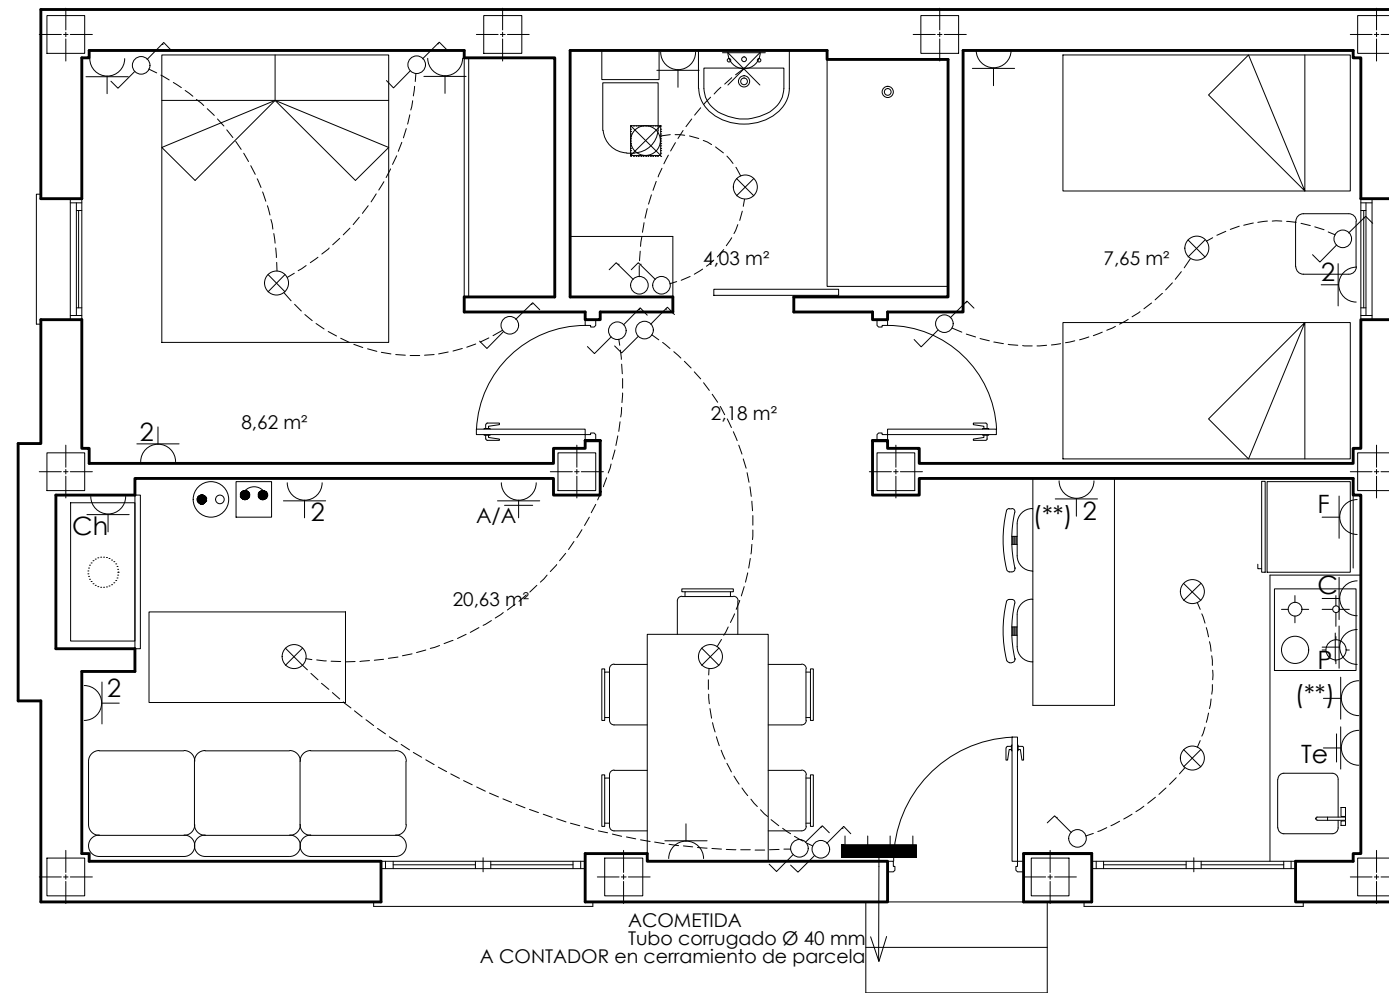 4,03 m²
7,65 m²
2
2,18 m²
8,62 m²
2
Ch
2
A/A
(**)
2
F
C
20,63 m²
P
2
(**)
Te
ACOMETIDA
Tubo corrugado Ø 40 mm
A CONTADOR en cerramiento de parcela